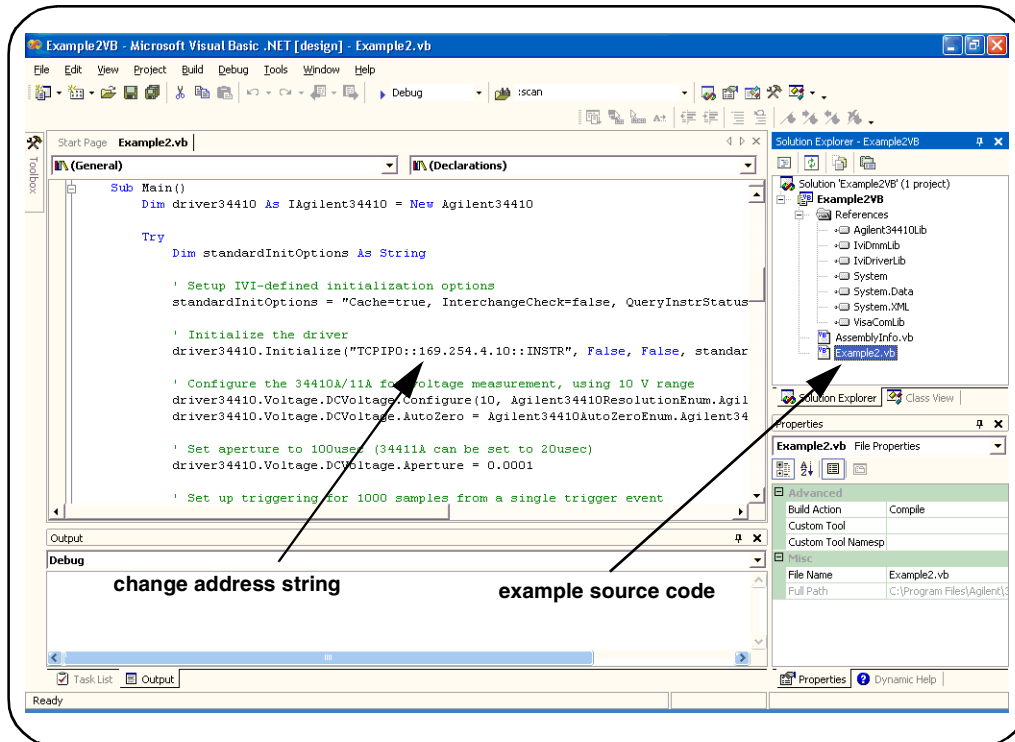 Example2VB - Microsoft Visual Basic .NET [design] - Example2.vb
File Edit View Project Build Debug Tools Window Help
Debug :scan
Toolbox
Start Page Example2.vb
(General) (Declarations)
Sub Main()
Dim driver34410 As IAgilent34410 = New Agilent34410
Try
Dim standardInitOptions As String
' Setup IVI-defined initialization options
standardInitOptions = "Cache=true, InterchangeCheck=false, QueryInstrStatus
' Initialize the driver
driver34410.Initialize("TCPIP0::169.254.4.10::INSTR", False, False, standar
' Configure the 34410A/11A for voltage measurement, using 10 V range
driver34410.Voltage.DCVoltage.Configure(10, Agilent34410ResolutionEnum.Agil
driver34410.Voltage.DCVoltage.AutoZero = Agilent34410AutoZeroEnum.Agilent34
' Set aperture to 100usec (34411A can be set to 20usec)
driver34410.Voltage.DCVoltage.Aperture = 0.0001
' Set up triggering for 1000 samples from a single trigger event
Output
Debug
change address string
example source code
Task List Output
Ready
Solution Explorer - Example2VB
Solution 'Example2VB' (1 project)
Example2VB
References
Agilent34410Lib
IviDmmLib
IviDriverLib
System
System.Data
System.XML
VisaComLib
AssemblyInfo.vb
Example2.vb
Solution Explorer Class View
Properties
Example2.vb File Properties
Advanced
Build Action Compile
Custom Tool
Custom Tool Namesp
Misc
File Name Example2.vb
Full Path C:\Program Files\Agilent\3
Properties Dynamic Help